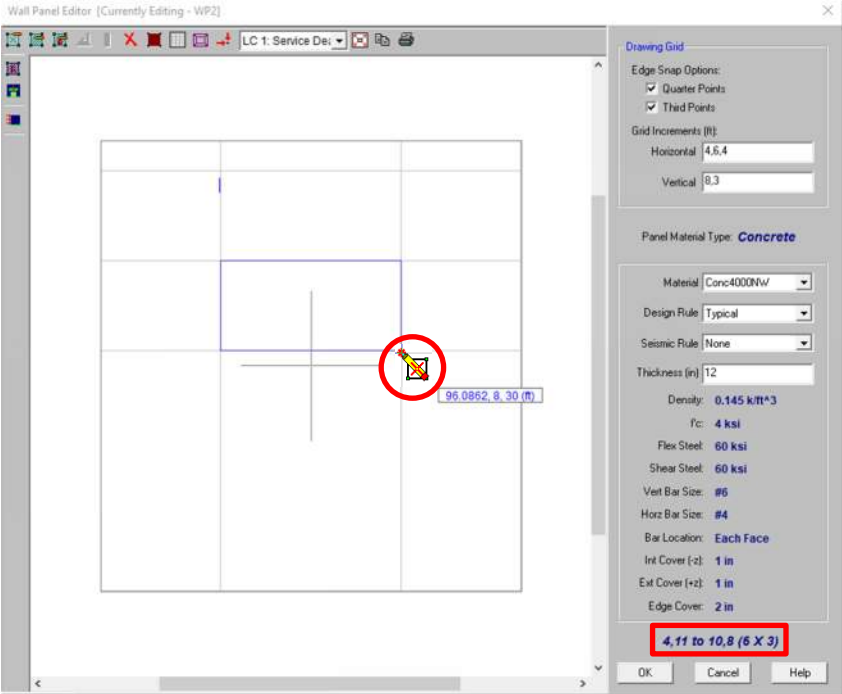 Wall Panel Editor [Currently Editing - WP2]
LC 1: Service De
Drawing Grid
Edge Snap Options:
Quarter Points
Third Points
Grid Increments (ft):
Horizontal 4,6,4
Vertical 8,3
Panel Material Type: Concrete
Material Conc4000NW
Design Rule Typical
Seismic Rule None
Thickness (in) 12
Density: 0.145 k/ft^3
f'c: 4 ksi
Flex Steel: 60 ksi
Shear Steel: 60 ksi
Vert Bar Size: #6
Horz Bar Size: #4
Bar Location: Each Face
Int Cover (-z): 1 in
Ext Cover (+z): 1 in
Edge Cover: 2 in
96.0862, 8, 30 (ft)
4,11 to 10,8 (6 X 3)
OK Cancel Help